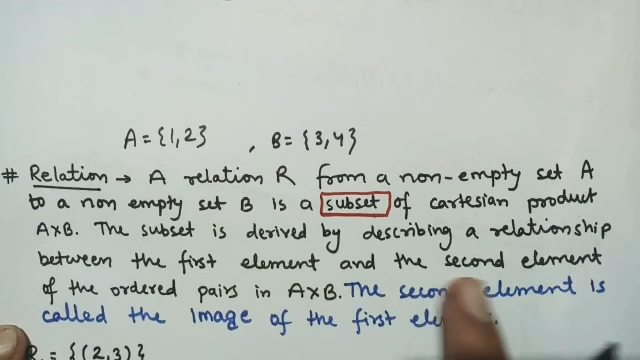 A = {1,2} , B = {3,4}
# Relation → A relation R from a non-empty set A
to a non empty set B is a subset of cartesian product
A×B. The subset is derived by describing a relationship
between the first element and the second element
of the ordered pairs in A×B. The second element is
called the Image of the first
= {(2,3)}